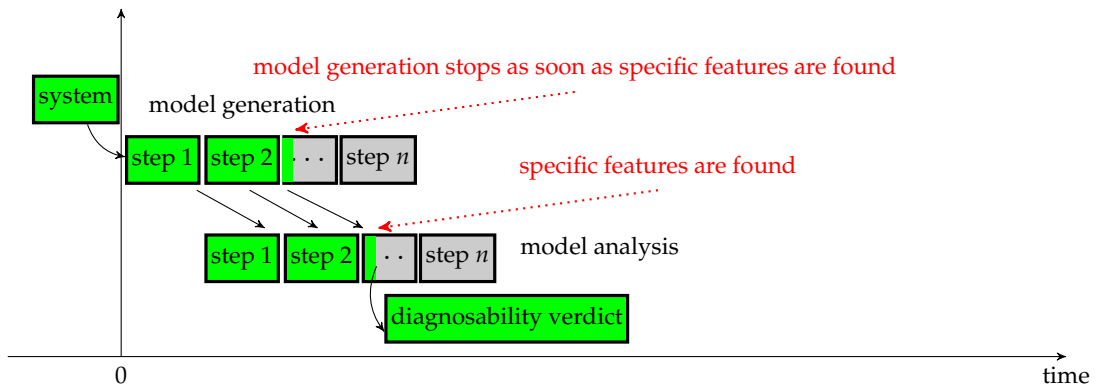 model generation stops as soon as specific features are found
system
model generation
step 1 step 2 ... step n
specific features are found
step 1 step 2 .. step n
model analysis
diagnosability verdict
0
time